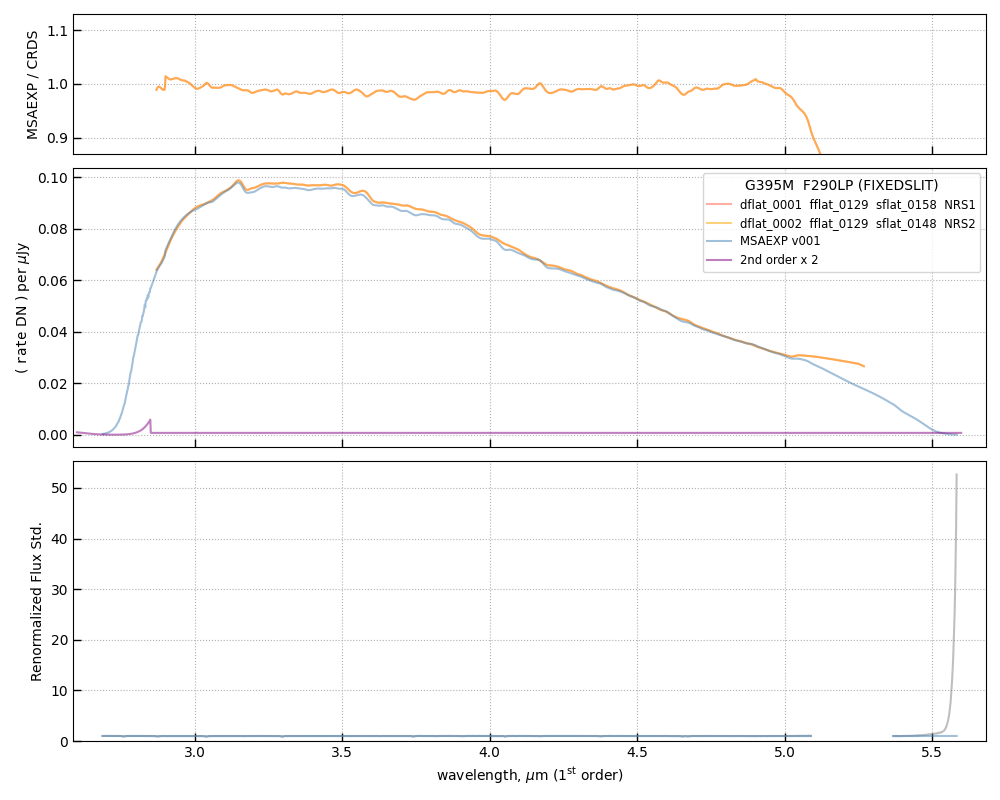 MSAEXP / CRDS
1.1
1.0
0.9
( rate DN ) per μJy
0.10
0.08
0.06
0.04
0.02
0.00
G395M  F290LP (FIXEDSLIT)
dflat_0001  fflat_0129  sflat_0158  NRS1
dflat_0002  fflat_0129  sflat_0148  NRS2
MSAEXP v001
2nd order x 2
Renormalized Flux Std.
50
40
30
20
10
0
3.0 3.5 4.0 4.5 5.0 5.5
wavelength, μm (1st order)